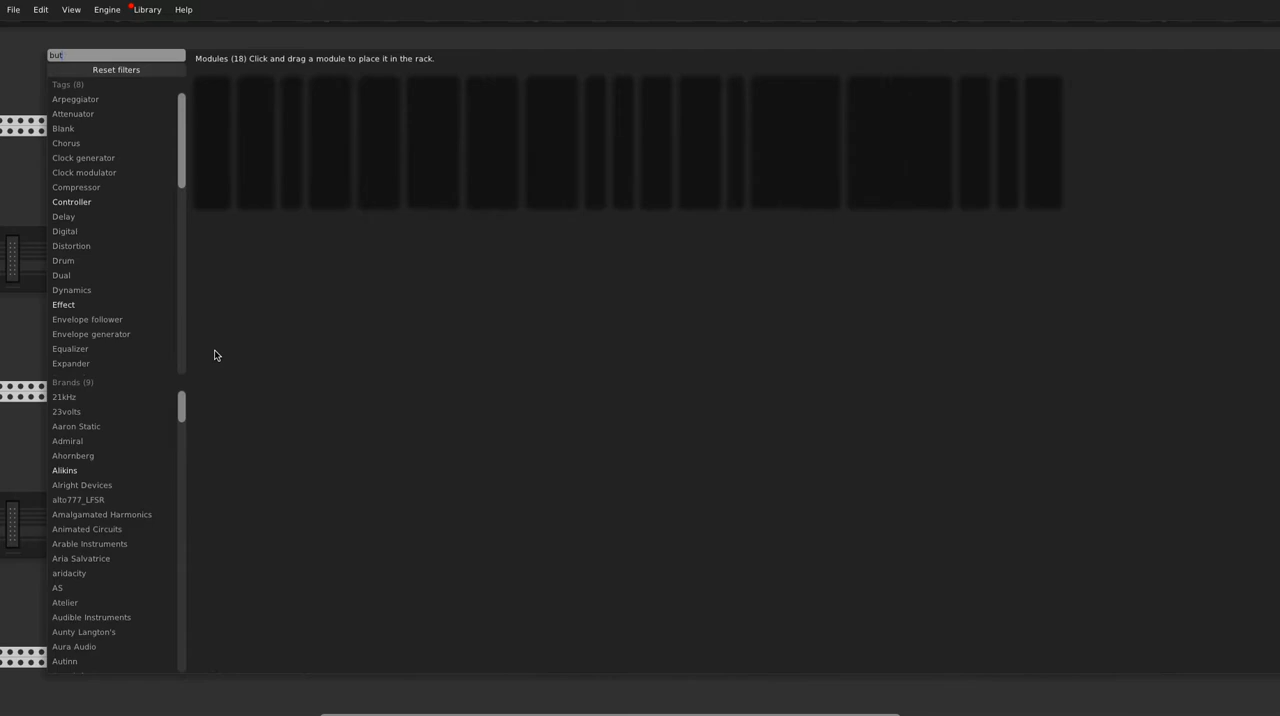 File Edit View Engine Library Help
but
Modules (18) Click and drag a module to place it in the rack.
Reset filters
Tags (8)
Arpeggiator
Attenuator
Blank
Chorus
Clock generator
Clock modulator
Compressor
Controller
Delay
Digital
Distortion
Drum
Dual
Dynamics
Effect
Envelope follower
Envelope generator
Equalizer
Expander
Brands (9)
21kHz
23volts
Aaron Static
Admiral
Ahornberg
Alikins
Alright Devices
alto777_LFSR
Amalgamated Harmonics
Animated Circuits
Arable Instruments
Aria Salvatrice
aridacity
AS
Atelier
Audible Instruments
Aunty Langton's
Aura Audio
Autinn